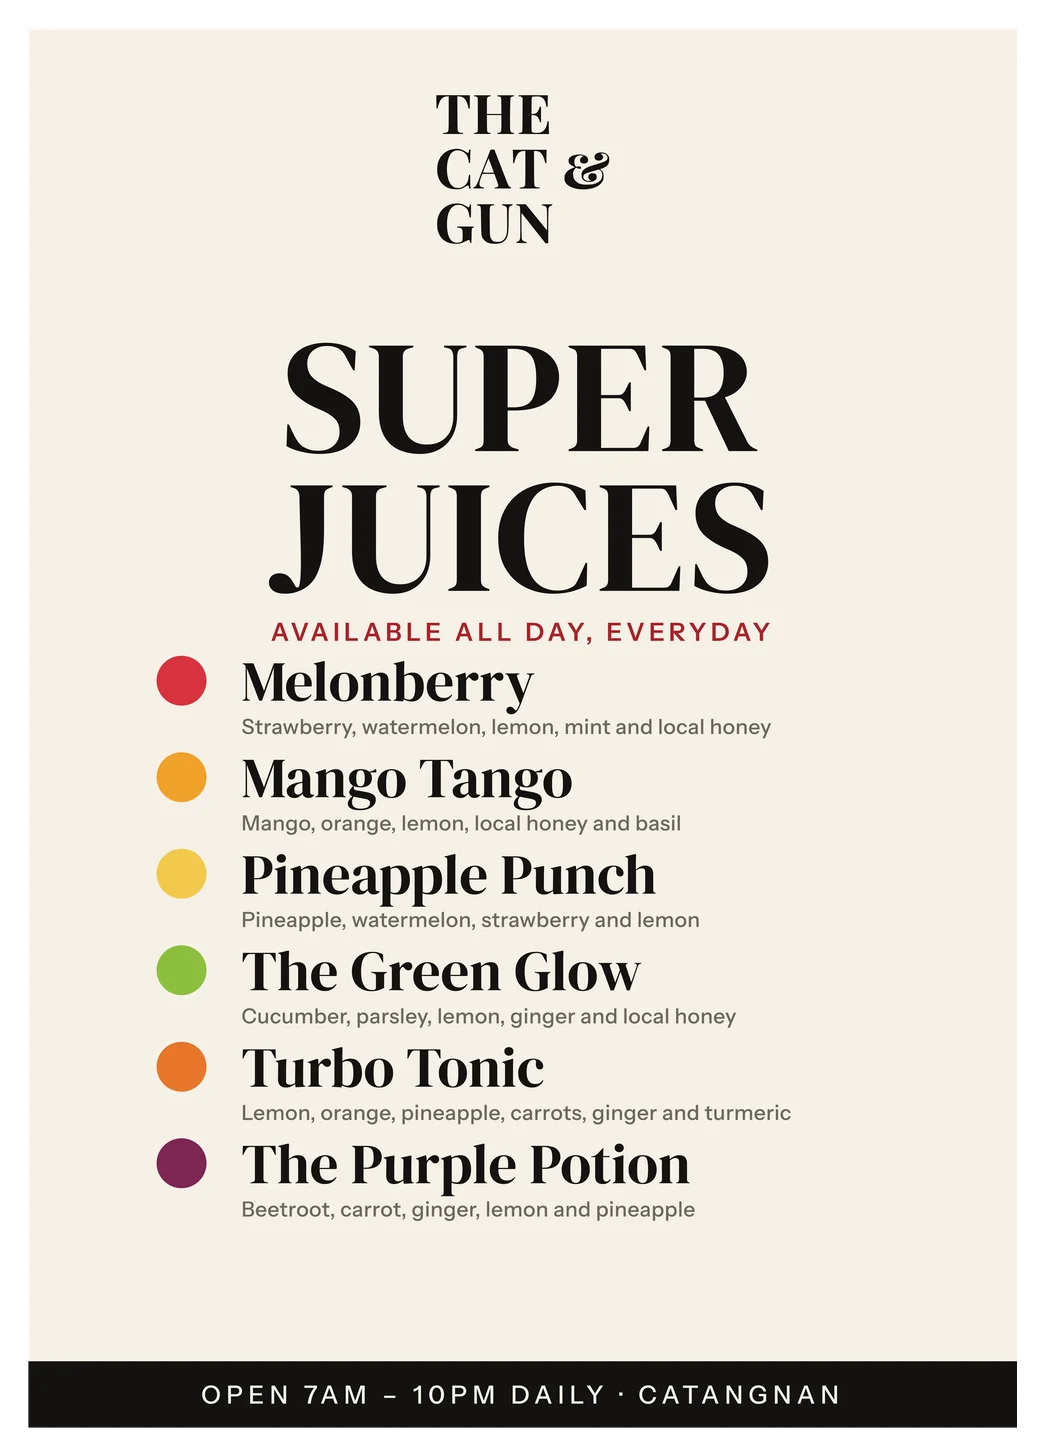 THE
CAT &
GUN
SUPER
JUICES
AVAILABLE ALL DAY, EVERYDAY
Melonberry
Strawberry, watermelon, lemon, mint and local honey
Mango Tango
Mango, orange, lemon, local honey and basil
Pineapple Punch
Pineapple, watermelon, strawberry and lemon
The Green Glow
Cucumber, parsley, lemon, ginger and local honey
Turbo Tonic
Lemon, orange, pineapple, carrots, ginger and turmeric
The Purple Potion
Beetroot, carrot, ginger, lemon and pineapple
OPEN 7AM – 10PM DAILY · CATANGNAN